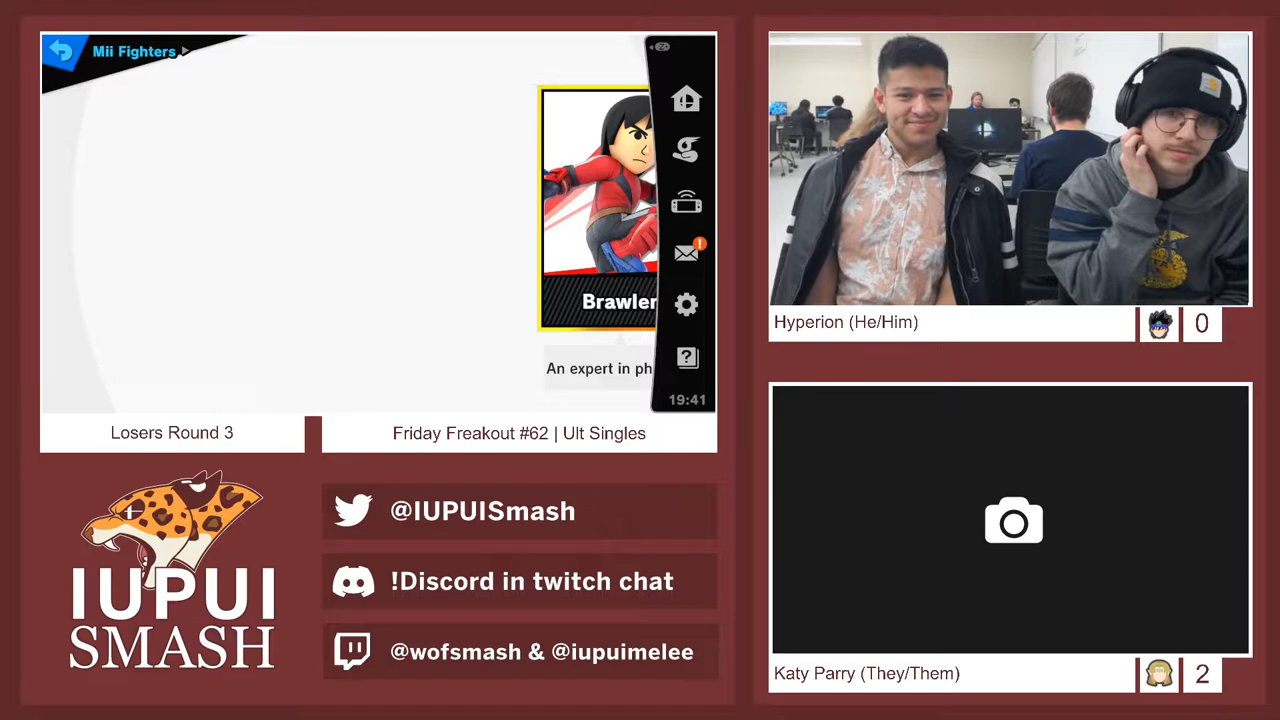 Mii Fighters
Brawler
An expert in ph
19:41
Losers Round 3
Friday Freakout #62 | Ult Singles
@IUPUISmash
!Discord in twitch chat
@wofsmash & @iupuimelee
IUPUI
SMASH
Hyperion (He/Him)
0
Katy Parry (They/Them)
2